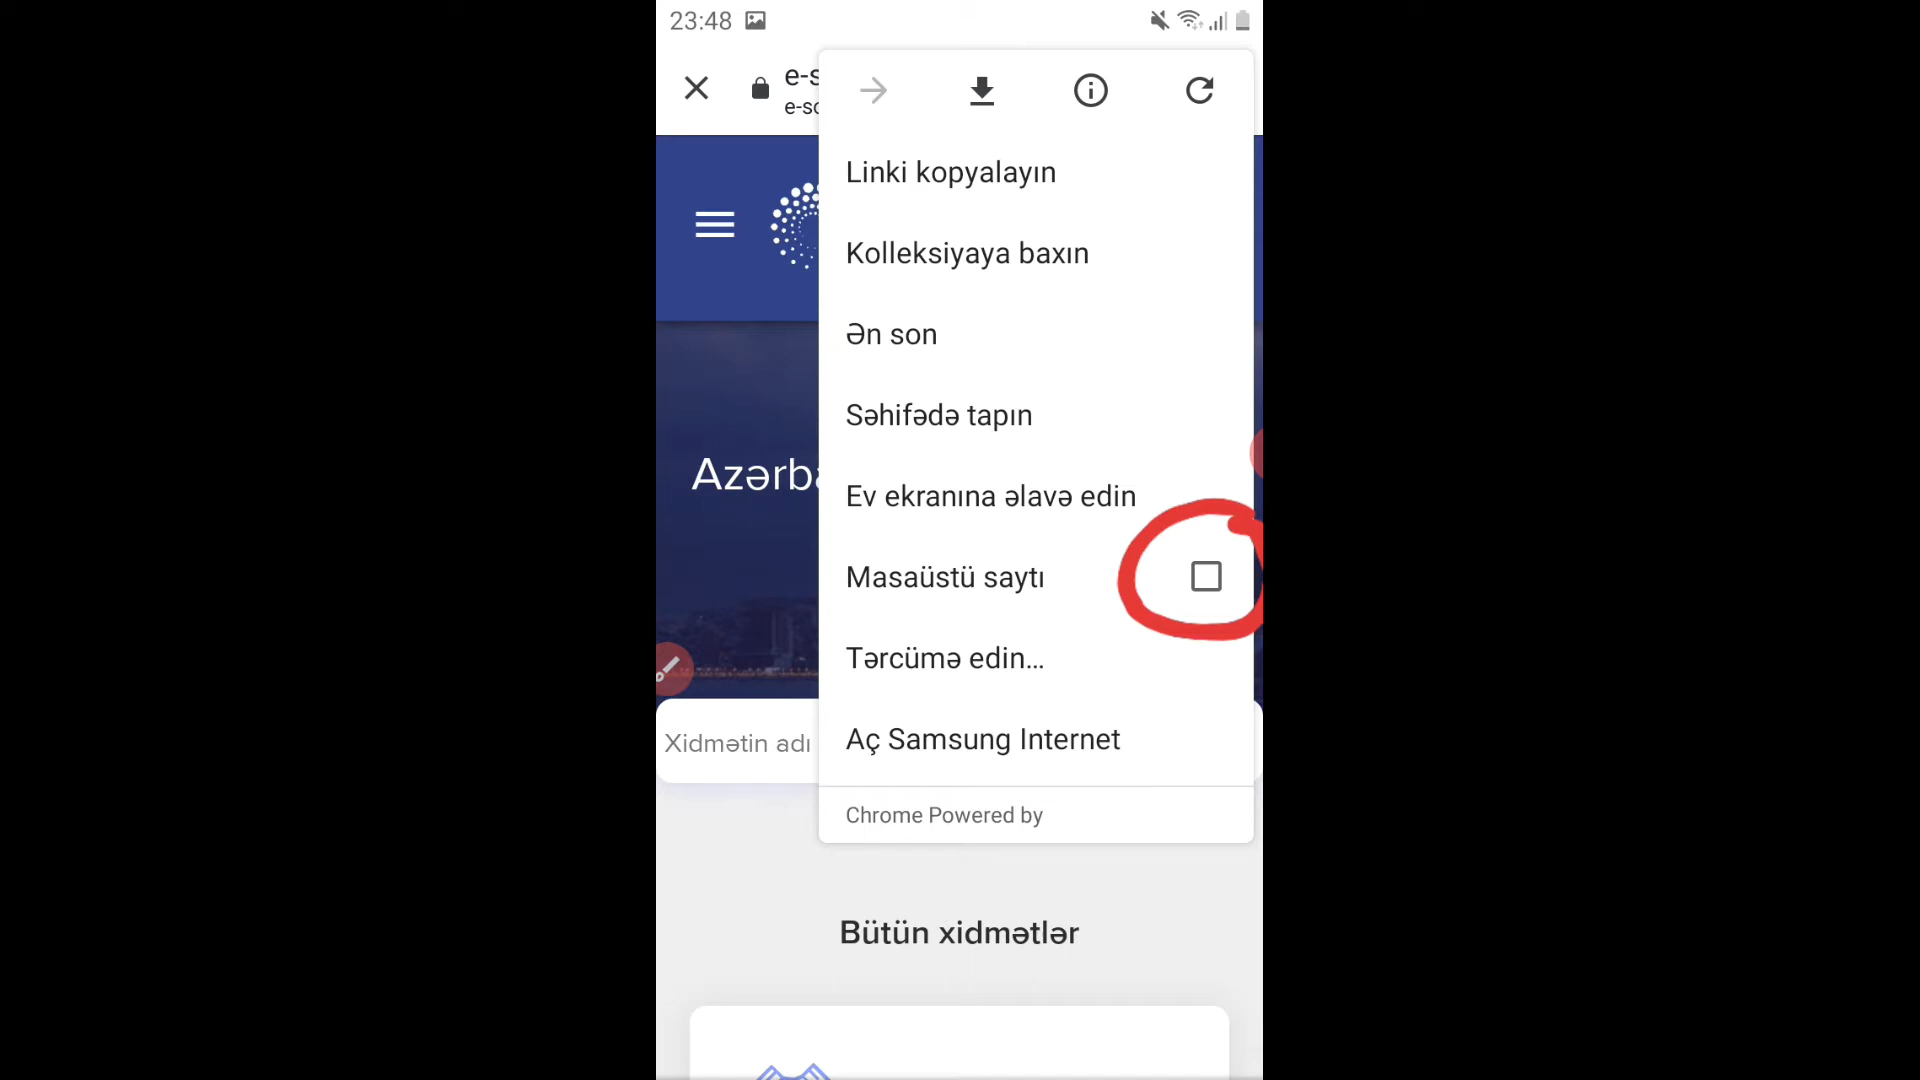 23:48
Linki kopyalayın
Kolleksiyaya baxın
Ən son
Səhifədə tapın
Azərb
Ev ekranına əlavə edin
Masaüstü saytı
Tərcümə edin...
Xidmətin adı
Aç Samsung Internet
Chrome Powered by
Bütün xidmətlər